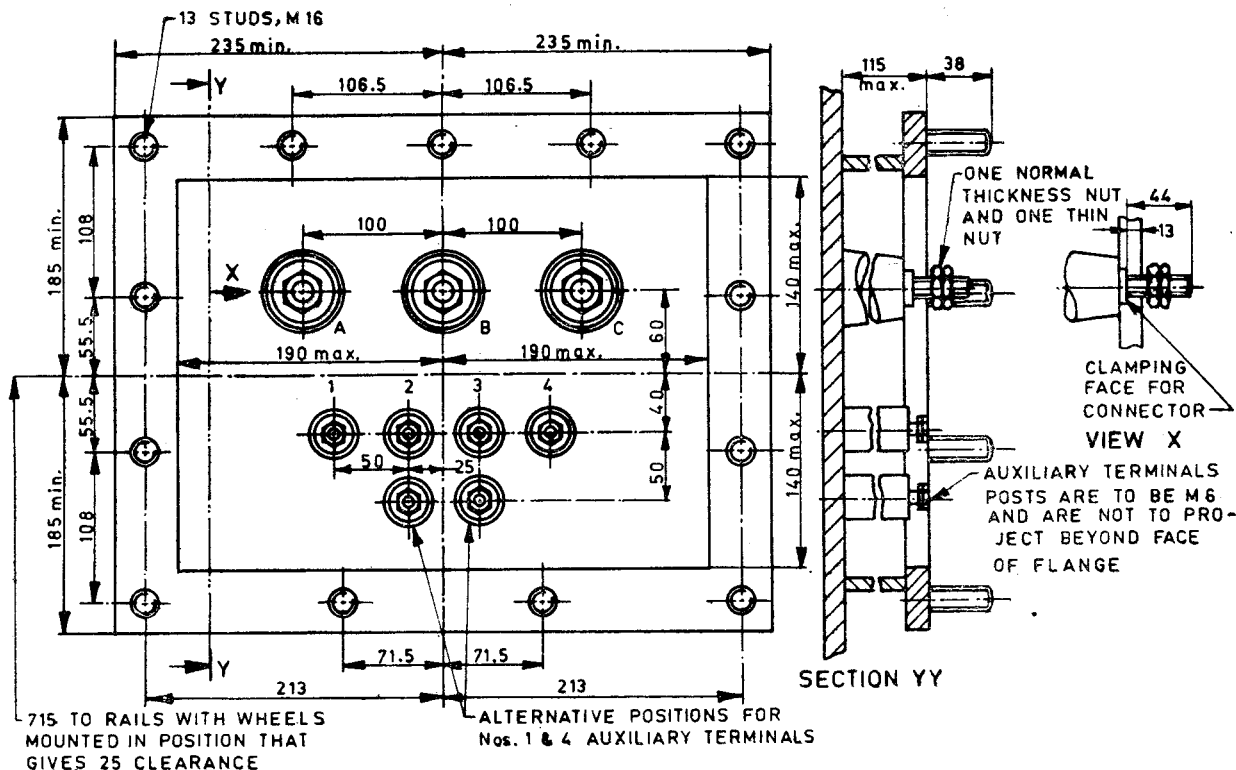 13 STUDS, M16
235 min.
235 min.
Y
106.5
106.5
115 max.
38
ONE NORMAL
THICKNESS NUT
AND ONE THIN
NUT
44
13
100
100
185 min.
108
55.5
X
A
B
C
60
140 max.
190 max.
190 max.
1
2
3
4
55.5
40
50
25
50
140 max.
185 min.
108
CLAMPING
FACE FOR
CONNECTOR
VIEW X
AUXILIARY TERMINALS
POSTS ARE TO BE M6
AND ARE NOT TO PRO-
JECT BEYOND FACE
OF FLANGE
Y
71.5
71.5
213
213
SECTION YY
715 TO RAILS WITH WHEELS
MOUNTED IN POSITION THAT
GIVES 25 CLEARANCE
ALTERNATIVE POSITIONS FOR
Nos. 1 & 4 AUXILIARY TERMINALS